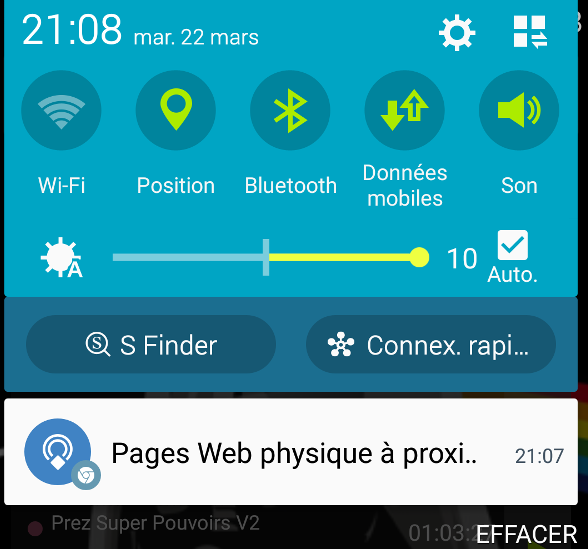 21:08 mar. 22 mars
Wi-Fi
Position
Bluetooth
Données
mobiles
Son
A
10
Auto.
S Finder
Connex. rapi...
Pages Web physique à proxi..
21:07
Prez Super Pouvoirs V2
01:03:2
EFFACER